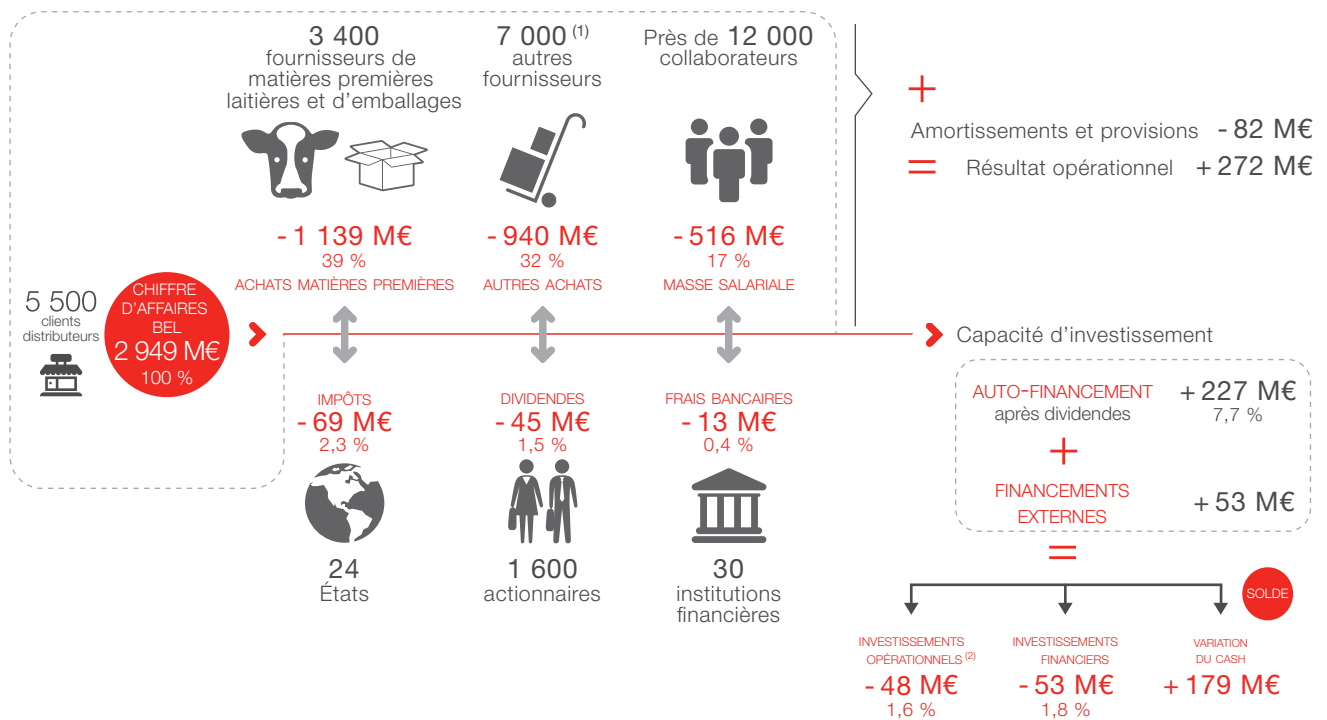 3 400
fournisseurs de
matières premières
laitières et d'emballages
7 000 (1)
autres
fournisseurs
Près de 12 000
collaborateurs
+
Amortissements et provisions - 82 M€
= Résultat opérationnel + 272 M€
- 1 139 M€
39 %
ACHATS MATIÈRES PREMIÈRES
- 940 M€
32 %
AUTRES ACHATS
- 516 M€
17 %
MASSE SALARIALE
5 500
clients
distributeurs
CHIFFRE
D'AFFAIRES
BEL
2 949 M€
100 %
Capacité d'investissement
IMPÔTS
- 69 M€
2,3 %
24
États
DIVIDENDES
- 45 M€
1,5 %
1 600
actionnaires
FRAIS BANCAIRES
- 13 M€
0,4 %
30
institutions
financières
AUTO-FINANCEMENT + 227 M€
après dividendes 7,7 %
+
FINANCEMENTS
EXTERNES + 53 M€
=
SOLDE
INVESTISSEMENTS
OPÉRATIONNELS (2)
- 48 M€
1,6 %
INVESTISSEMENTS
FINANCIERS
- 53 M€
1,8 %
VARIATION
DU CASH
+ 179 M€